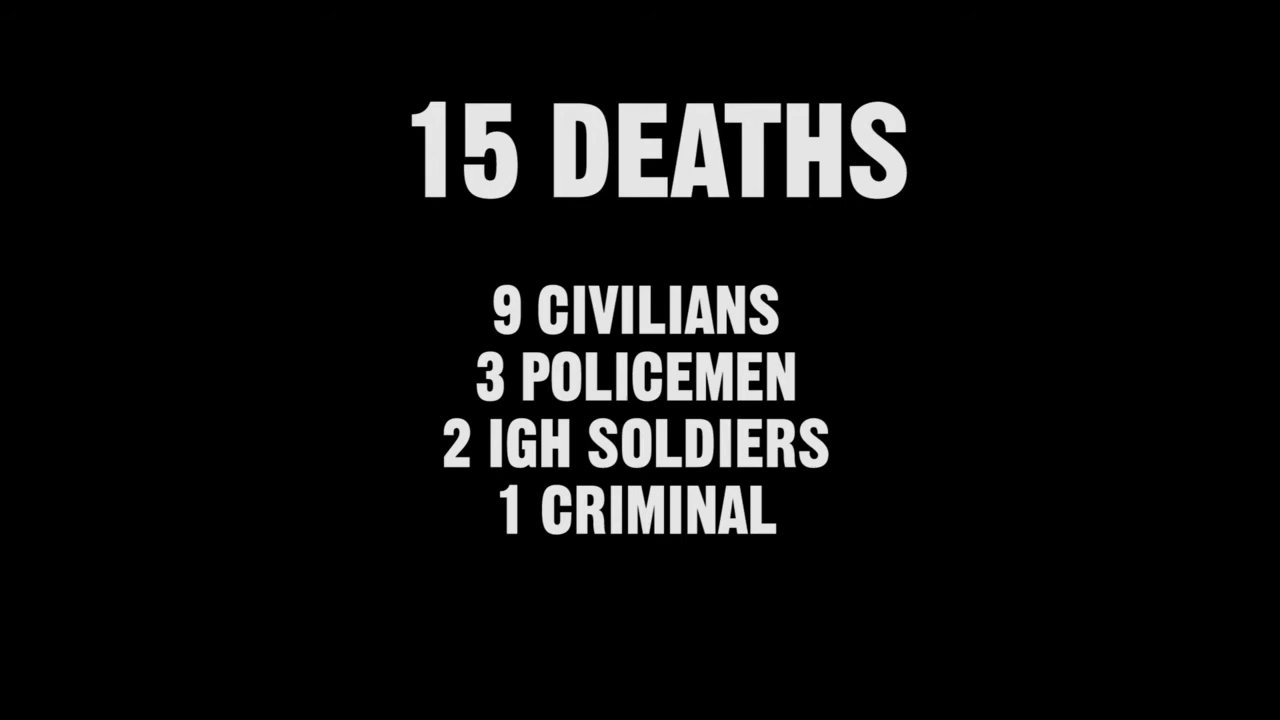 15 DEATHS
9 CIVILIANS
3 POLICEMEN
2 IGH SOLDIERS
1 CRIMINAL